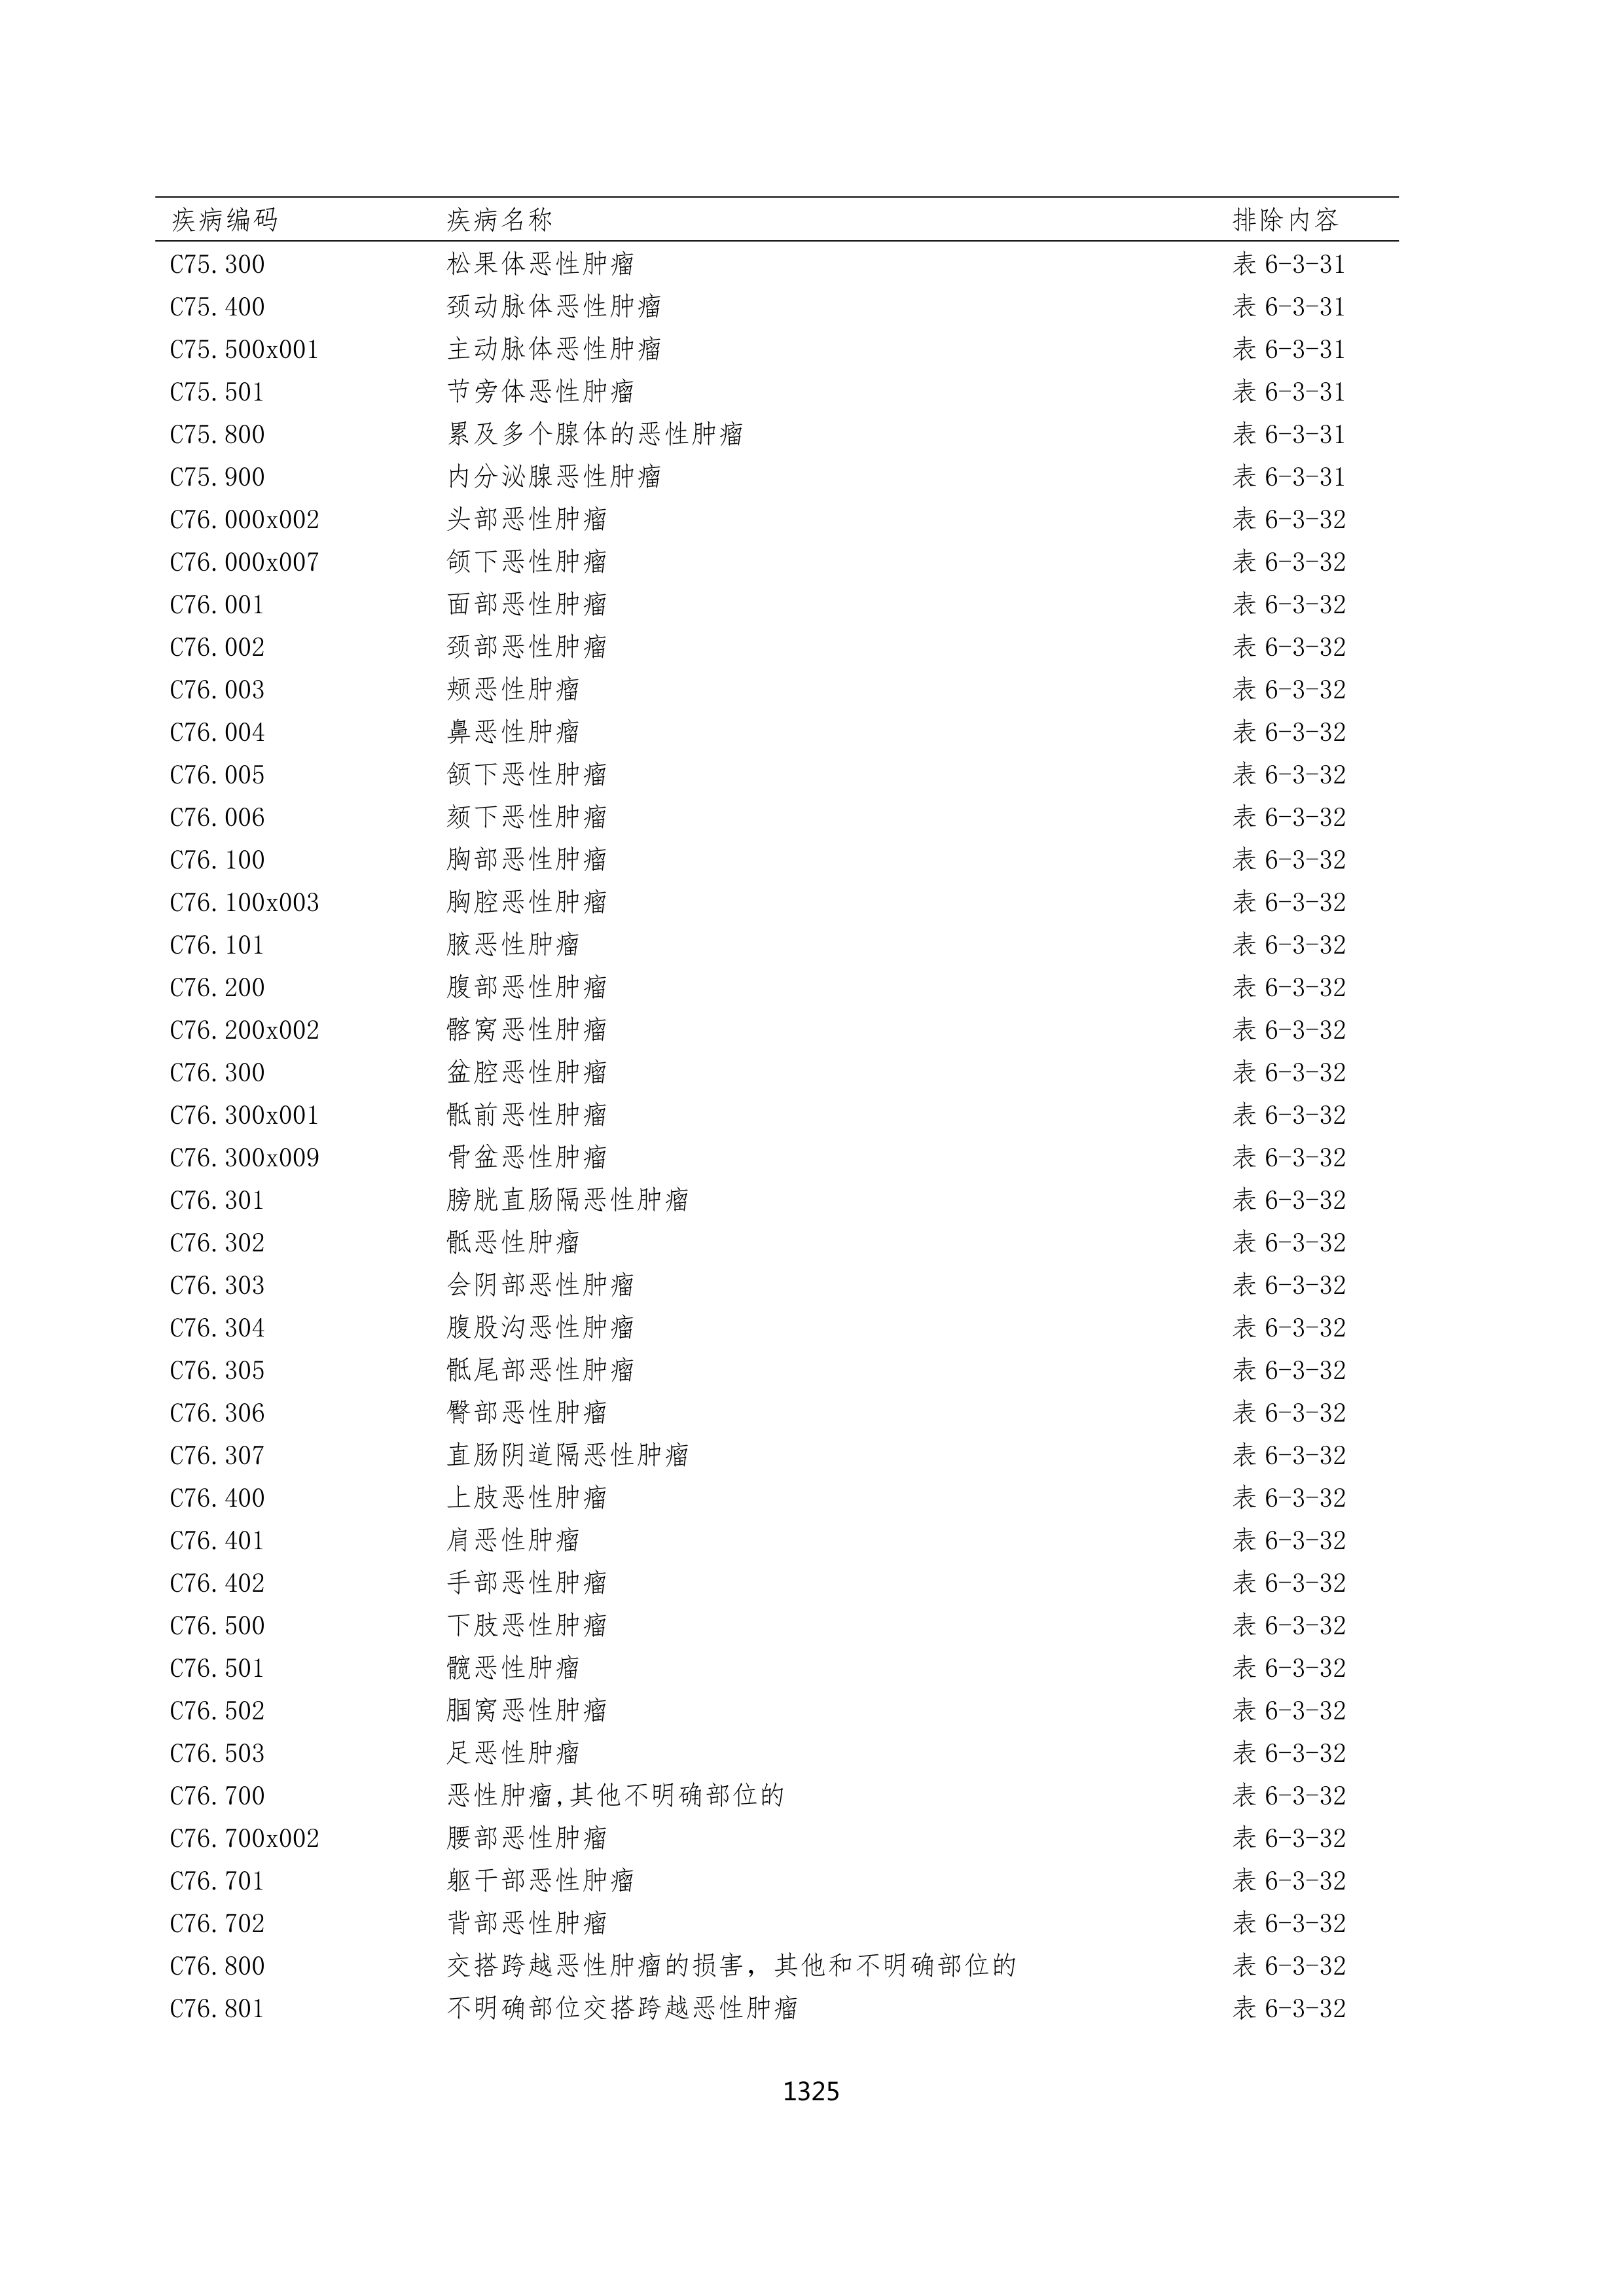 疾病编码 疾病名称 排除内容
C75.300 松果体恶性肿瘤 表 6-3-31
C75.400 颈动脉体恶性肿瘤 表 6-3-31
C75.500x001 主动脉体恶性肿瘤 表 6-3-31
C75.501 节旁体恶性肿瘤 表 6-3-31
C75.800 累及多个腺体的恶性肿瘤 表 6-3-31
C75.900 内分泌腺恶性肿瘤 表 6-3-31
C76.000x002 头部恶性肿瘤 表 6-3-32
C76.000x007 颌下恶性肿瘤 表 6-3-32
C76.001 面部恶性肿瘤 表 6-3-32
C76.002 颈部恶性肿瘤 表 6-3-32
C76.003 颊恶性肿瘤 表 6-3-32
C76.004 鼻恶性肿瘤 表 6-3-32
C76.005 颌下恶性肿瘤 表 6-3-32
C76.006 颏下恶性肿瘤 表 6-3-32
C76.100 胸部恶性肿瘤 表 6-3-32
C76.100x003 胸腔恶性肿瘤 表 6-3-32
C76.101 腋恶性肿瘤 表 6-3-32
C76.200 腹部恶性肿瘤 表 6-3-32
C76.200x002 髂窝恶性肿瘤 表 6-3-32
C76.300 盆腔恶性肿瘤 表 6-3-32
C76.300x001 骶前恶性肿瘤 表 6-3-32
C76.300x009 骨盆恶性肿瘤 表 6-3-32
C76.301 膀胱直肠隔恶性肿瘤 表 6-3-32
C76.302 骶恶性肿瘤 表 6-3-32
C76.303 会阴部恶性肿瘤 表 6-3-32
C76.304 腹股沟恶性肿瘤 表 6-3-32
C76.305 骶尾部恶性肿瘤 表 6-3-32
C76.306 臀部恶性肿瘤 表 6-3-32
C76.307 直肠阴道隔恶性肿瘤 表 6-3-32
C76.400 上肢恶性肿瘤 表 6-3-32
C76.401 肩恶性肿瘤 表 6-3-32
C76.402 手部恶性肿瘤 表 6-3-32
C76.500 下肢恶性肿瘤 表 6-3-32
C76.501 髋恶性肿瘤 表 6-3-32
C76.502 腘窝恶性肿瘤 表 6-3-32
C76.503 足恶性肿瘤 表 6-3-32
C76.700 恶性肿瘤,其他不明确部位的 表 6-3-32
C76.700x002 腰部恶性肿瘤 表 6-3-32
C76.701 躯干部恶性肿瘤 表 6-3-32
C76.702 背部恶性肿瘤 表 6-3-32
C76.800 交搭跨越恶性肿瘤的损害，其他和不明确部位的 表 6-3-32
C76.801 不明确部位交搭跨越恶性肿瘤 表 6-3-32
1325